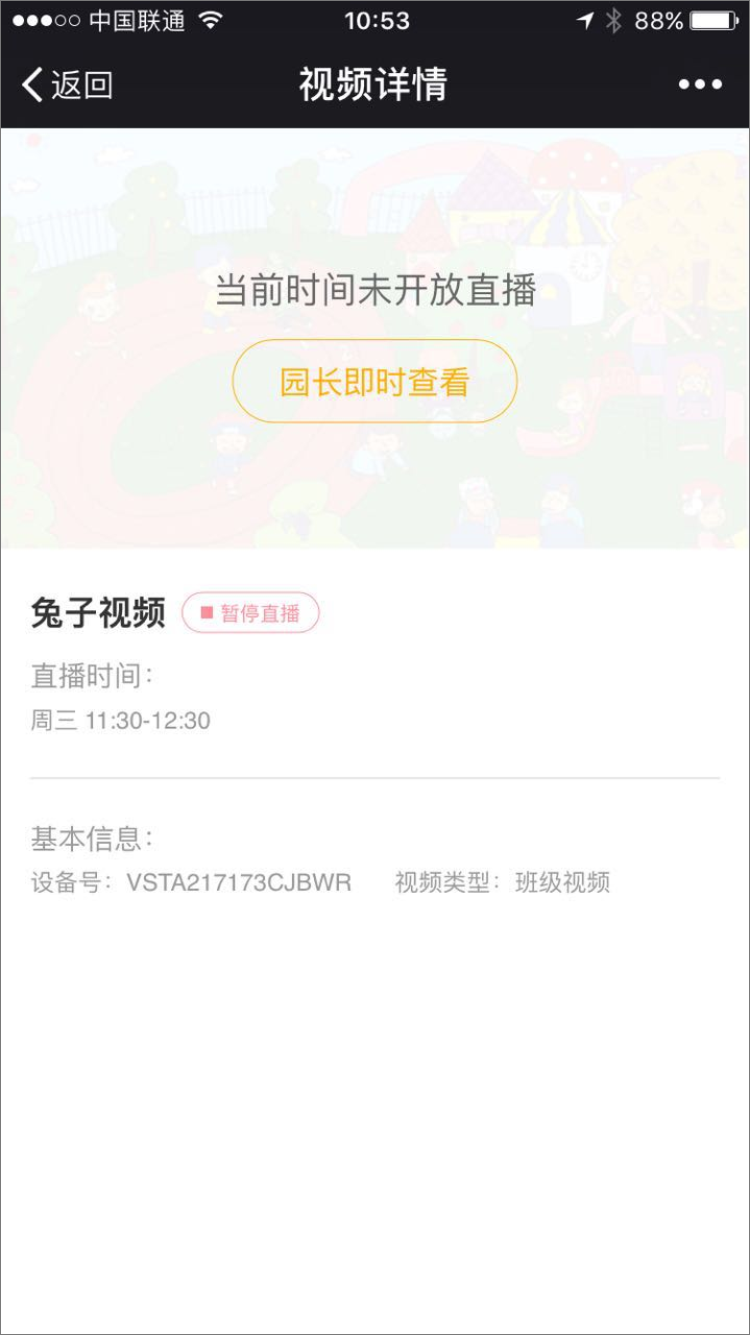 中国联通 10:53 88%
返回 视频详情
当前时间未开放直播
园长即时查看
兔子视频 暂停直播
直播时间：
周三 11:30-12:30
基本信息：
设备号：VSTA217173CJBWR 视频类型：班级视频